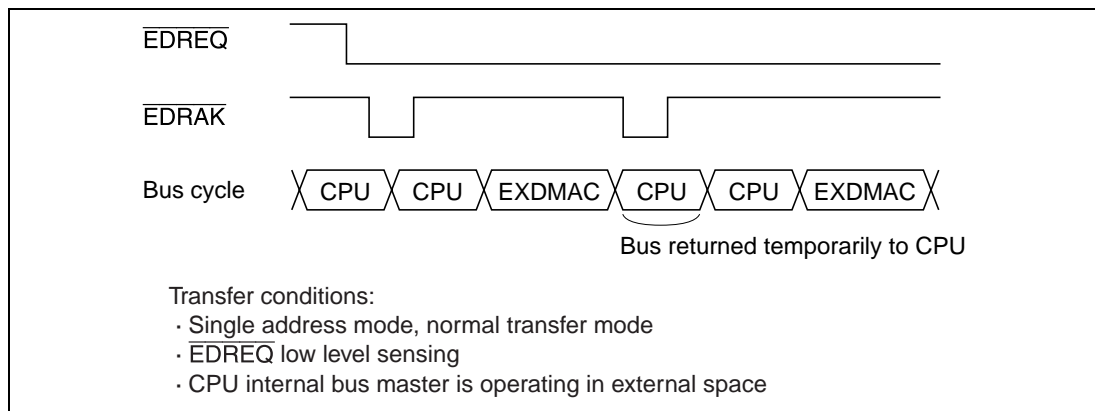 EDREQ
EDRAK
Bus cycle CPU CPU EXDMAC CPU CPU EXDMAC
Bus returned temporarily to CPU
Transfer conditions:
· Single address mode, normal transfer mode
· EDREQ low level sensing
· CPU internal bus master is operating in external space